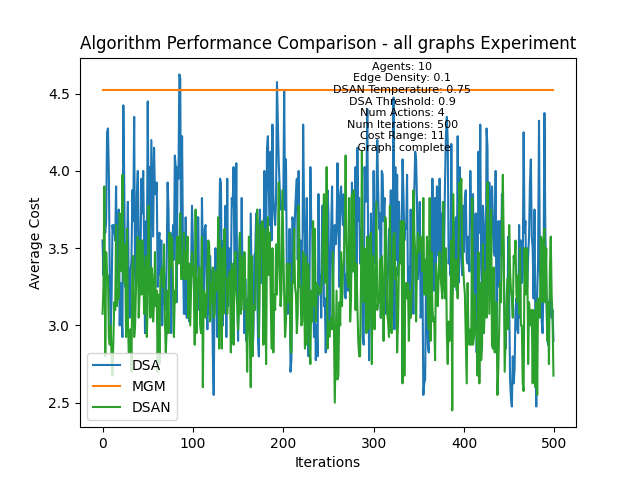 Algorithm Performance Comparison - all graphs Experiment
Agents: 10
Edge Density: 0.1
DSAN Temperature: 0.75
DSA Threshold: 0.9
Num Actions: 4
Num Iterations: 500
Cost Range: 11
Graph: complete
Average Cost
4.5
4.0
3.5
3.0
2.5
DSA
MGM
DSAN
0
100
200
300
400
500
Iterations